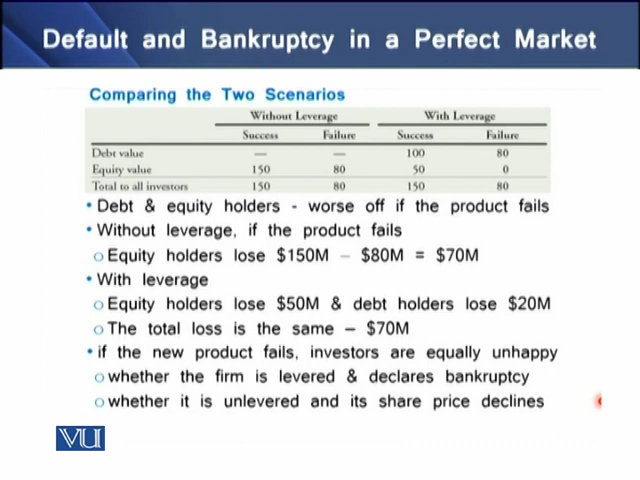 Default and Bankruptcy in a Perfect Market
Comparing the Two Scenarios
Without Leverage With Leverage
Success Failure Success Failure
Debt value — — 100 80
Equity value 150 80 50 0
Total to all investors 150 80 150 80
• Debt & equity holders - worse off if the product fails
• Without leverage, if the product fails
o Equity holders lose $150M – $80M = $70M
• With leverage
o Equity holders lose $50M & debt holders lose $20M
o The total loss is the same – $70M
• if the new product fails, investors are equally unhappy
o whether the firm is levered & declares bankruptcy
o whether it is unlevered and its share price declines
VU